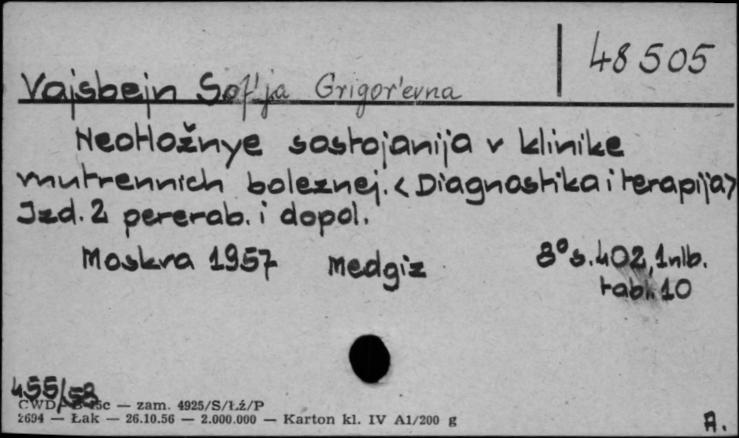 48505
Vajsbejn Sof'ja Grigor'evna
Neotložnye sostojanija v klinike
vnutrennich boleznej. <Diagnostika i terapija>
Izd. 2 pererab. i dopol.
Moskva 1957 Medgiz 8° s. 402, 1nlb.
tabl. 10
455/58
CWD — zam. 4925/S/Łź/P
2694 — Łak — 26.10.56 — 2.000.000 — Karton kl. IV A1/200 g
A.